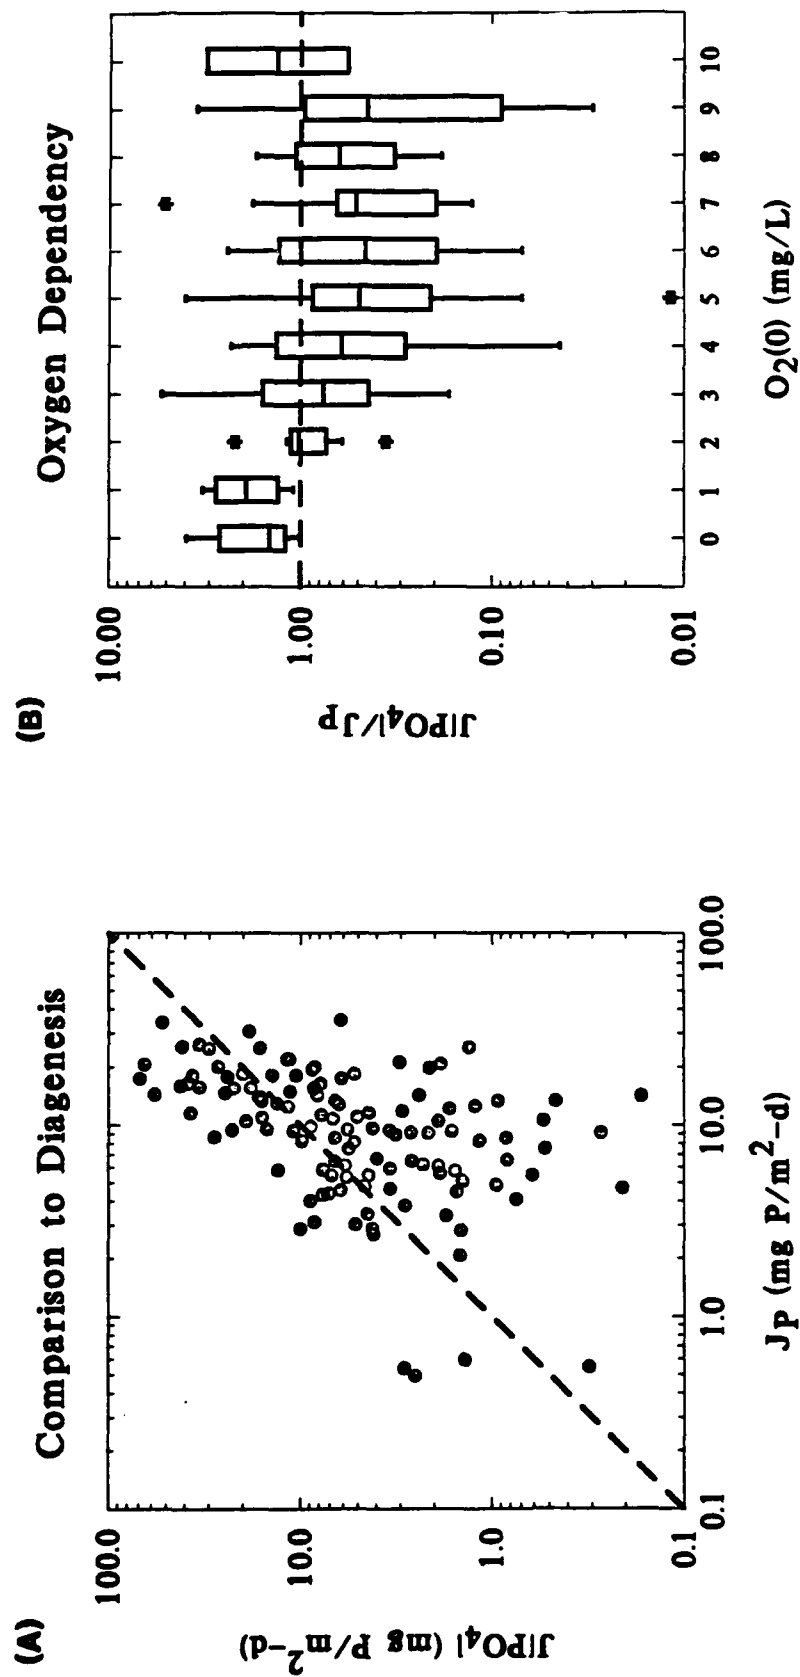 (A)
Comparison to Diagenesis
J[PO4] (mg P/m2-d)
100.0
10.0
1.0
0.1
0.1
1.0
10.0
100.0
JP (mg P/m2-d)
(B)
Oxygen Dependency
J[PO4]/JP
10.00
1.00
0.10
0.01
0
1
2
3
4
5
6
7
8
9
10
O2(0) (mg/L)